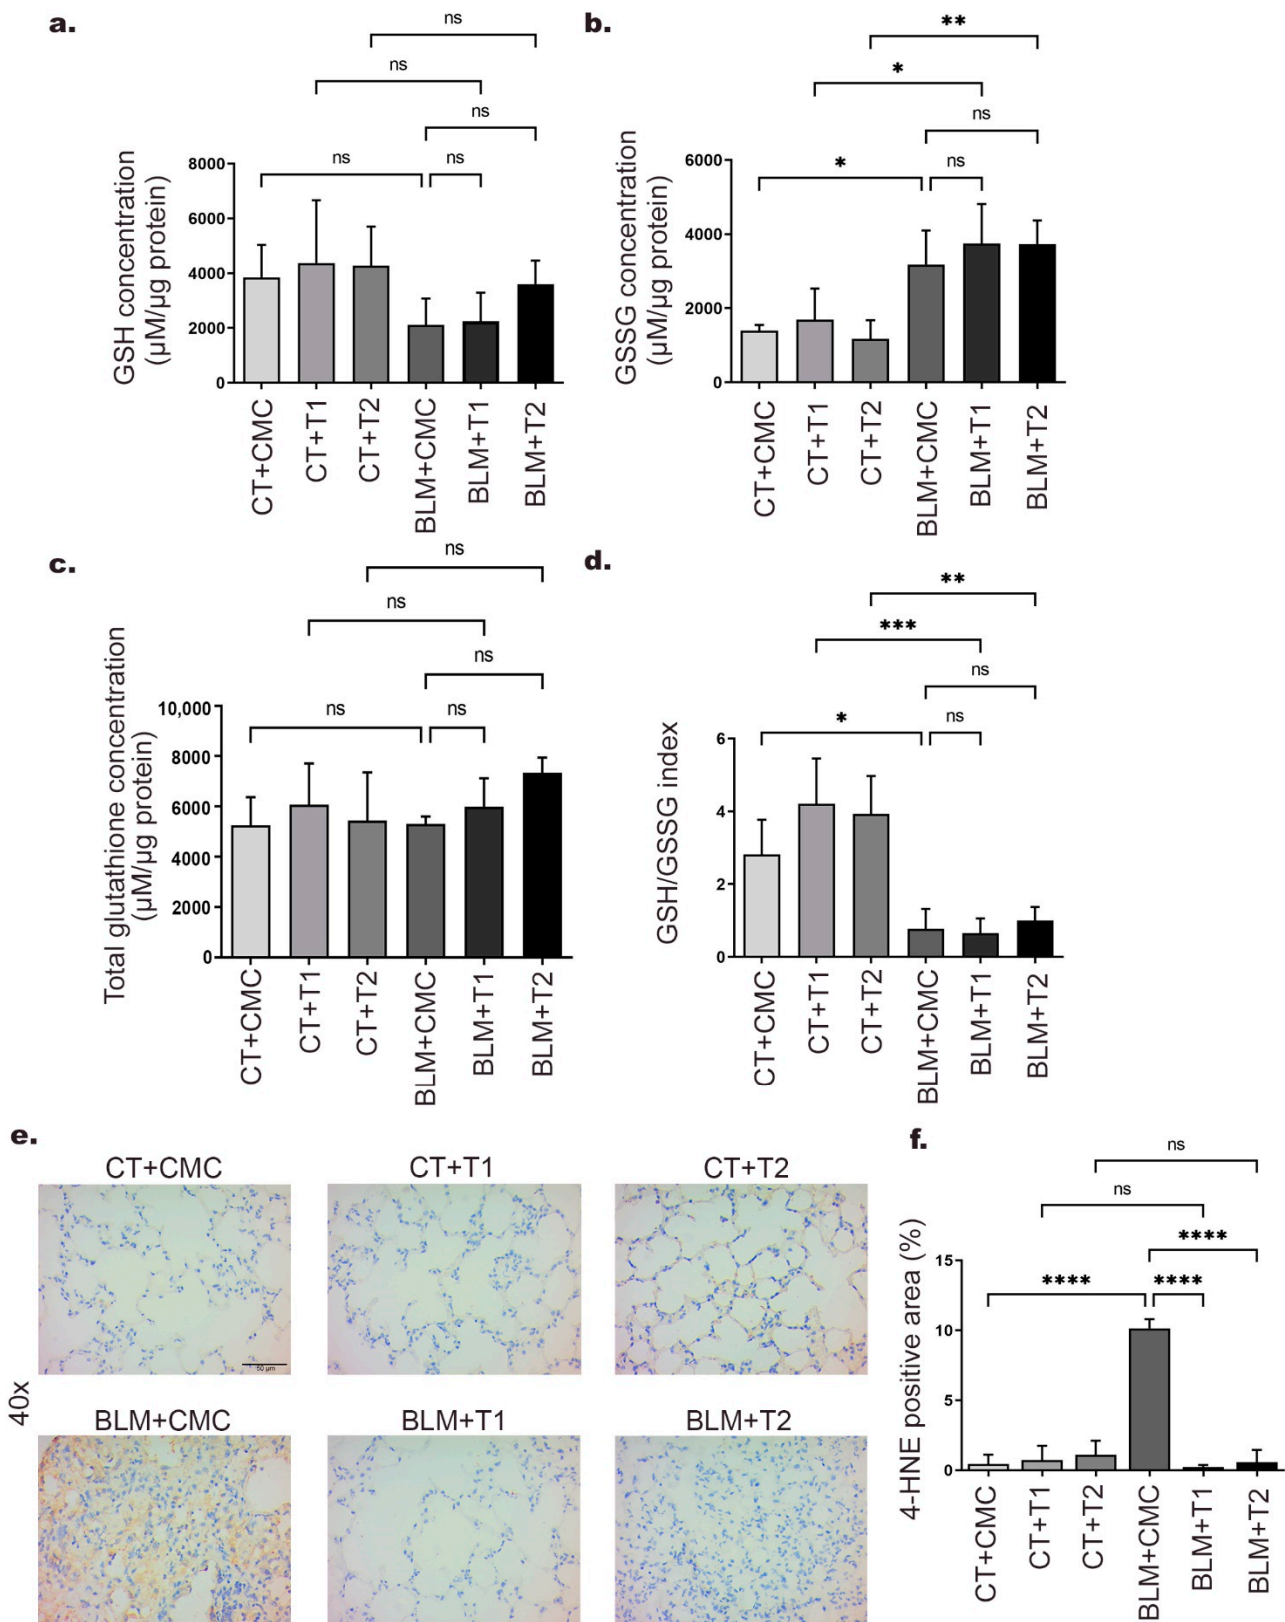 a.
ns
ns
ns
ns
ns
GSH concentration
(µM/µg protein)
8000
6000
4000
2000
0
CT+CMC
CT+T1
CT+T2
BLM+CMC
BLM+T1
BLM+T2
b.
**
*
ns
*
ns
GSSG concentration
(µM/µg protein)
6000
4000
2000
0
CT+CMC
CT+T1
CT+T2
BLM+CMC
BLM+T1
BLM+T2
c.
ns
ns
ns
ns
ns
Total glutathione concentration
(µM/µg protein)
10,000
8000
6000
4000
2000
0
CT+CMC
CT+T1
CT+T2
BLM+CMC
BLM+T1
BLM+T2
d.
**
***
ns
*
ns
GSH/GSSG index
6
4
2
0
CT+CMC
CT+T1
CT+T2
BLM+CMC
BLM+T1
BLM+T2
e.
CT+CMC
CT+T1
CT+T2
50 µm
40x
BLM+CMC
BLM+T1
BLM+T2
f.
ns
ns
****
****
****
4-HNE positive area (%)
15
10
5
0
CT+CMC
CT+T1
CT+T2
BLM+CMC
BLM+T1
BLM+T2